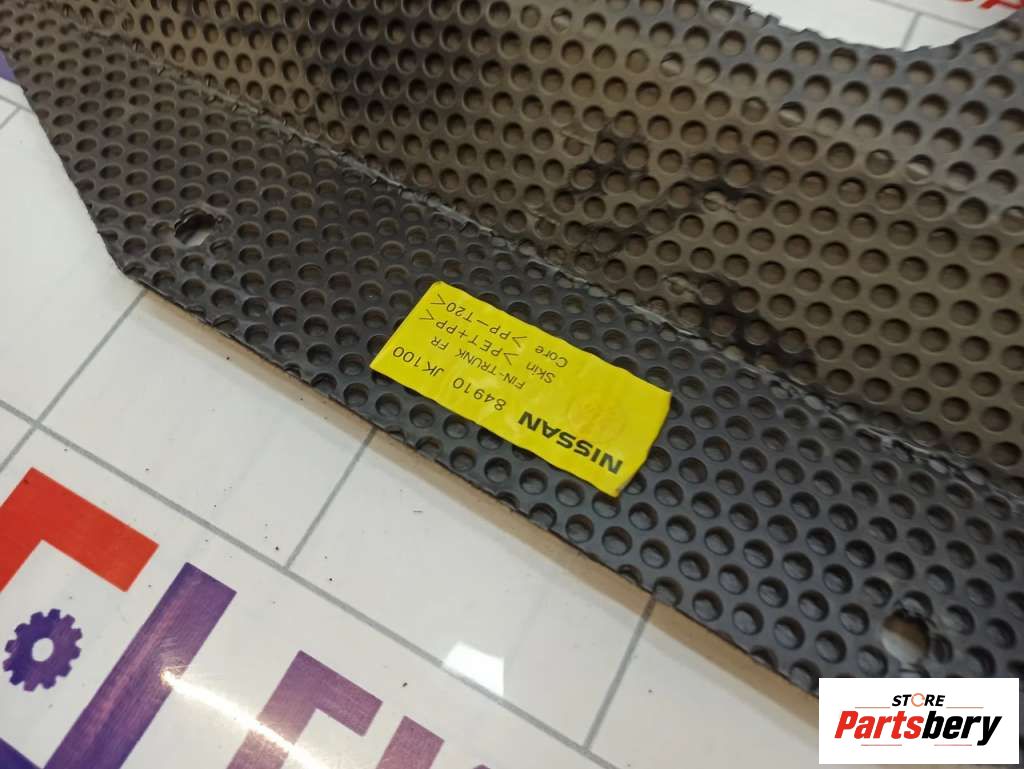 NISSAN
84910 JK100
FIN-TRUNK FR
Skin >PET+PP<
Core >PP-T20<
STORE
Partsbery